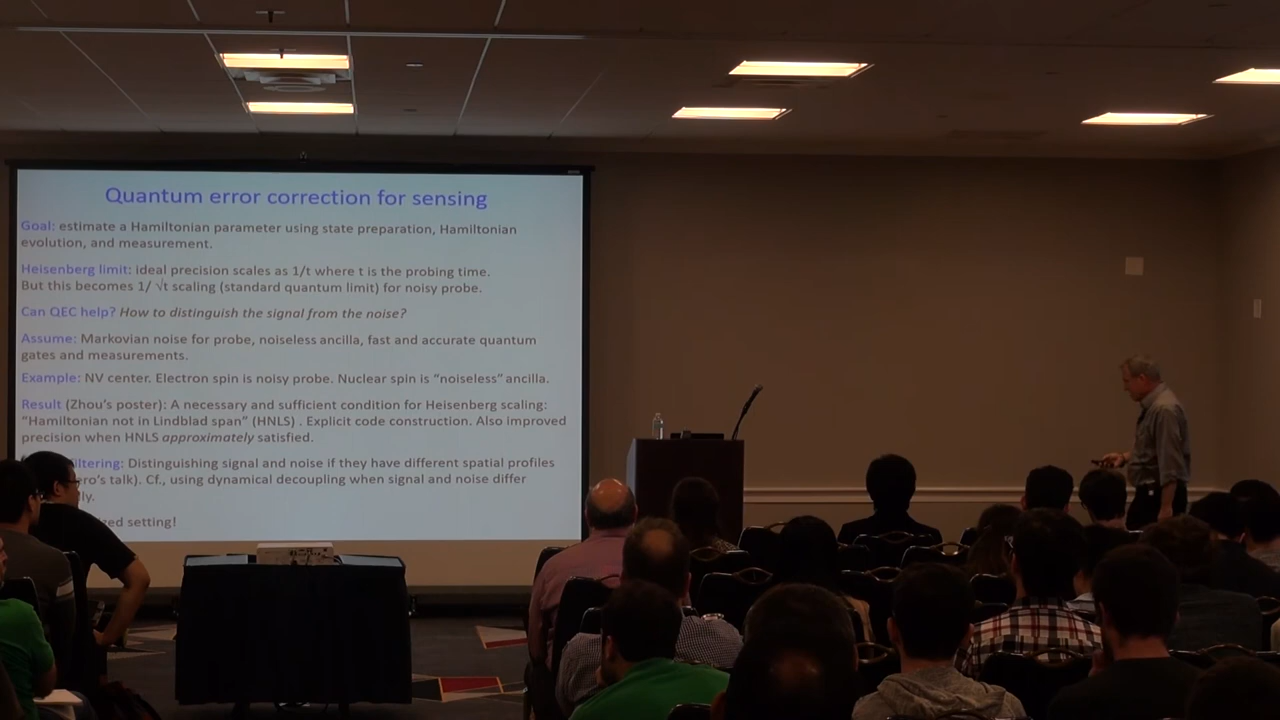 Quantum error correction for sensing
Goal: estimate a Hamiltonian parameter using state preparation, Hamiltonian
evolution, and measurement.
Heisenberg limit: ideal precision scales as 1/t where t is the probing time.
But this becomes 1/ √t scaling (standard quantum limit) for noisy probe.
Can QEC help? How to distinguish the signal from the noise?
Assume: Markovian noise for probe, noiseless ancilla, fast and accurate quantum
gates and measurements.
Example: NV center. Electron spin is noisy probe. Nuclear spin is “noiseless” ancilla.
Result (Zhou’s poster): A necessary and sufficient condition for Heisenberg scaling:
“Hamiltonian not in Lindblad span” (HNLS) . Explicit code construction. Also improved
precision when HNLS approximately satisfied.
Distinguishing signal and noise if they have different spatial profiles
talk). Cf., using dynamical decoupling when signal and noise differ
setting!